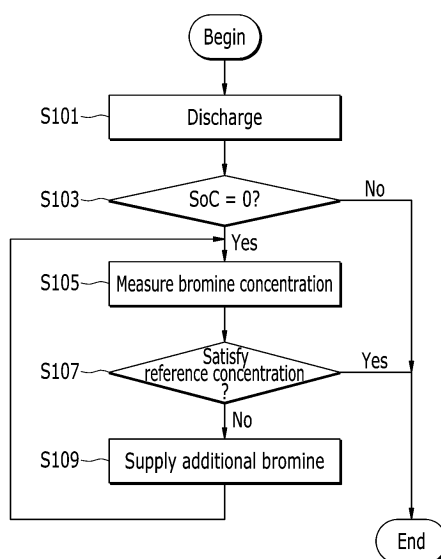 Begin
S101
Discharge
S103
SoC = 0?
No
Yes
S105
Measure bromine concentration
S107
Satisfy
reference concentration
?
Yes
No
S109
Supply additional bromine
End